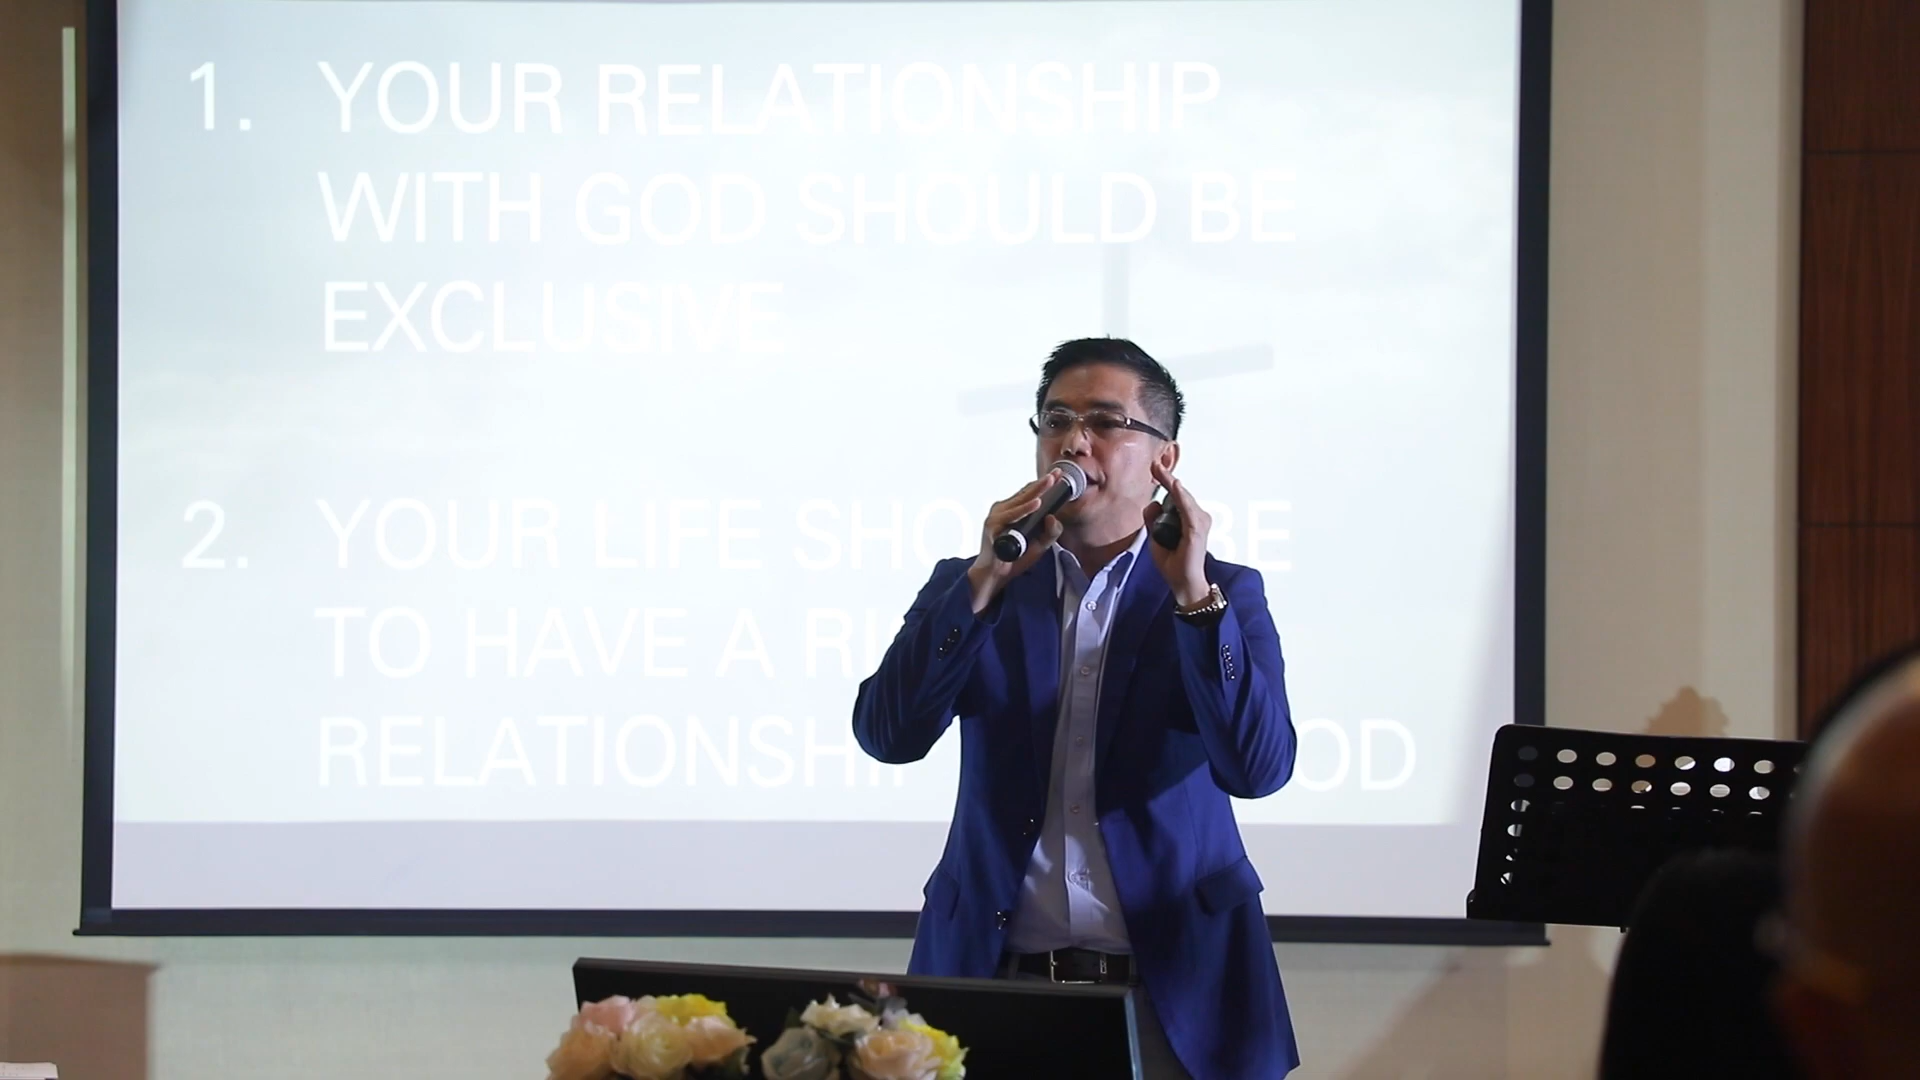 1. YOUR RELATIONSHIP
WITH GOD SHOULD BE
EXCLUSIVE
2. YOUR LIFE BE
TO HAVE A